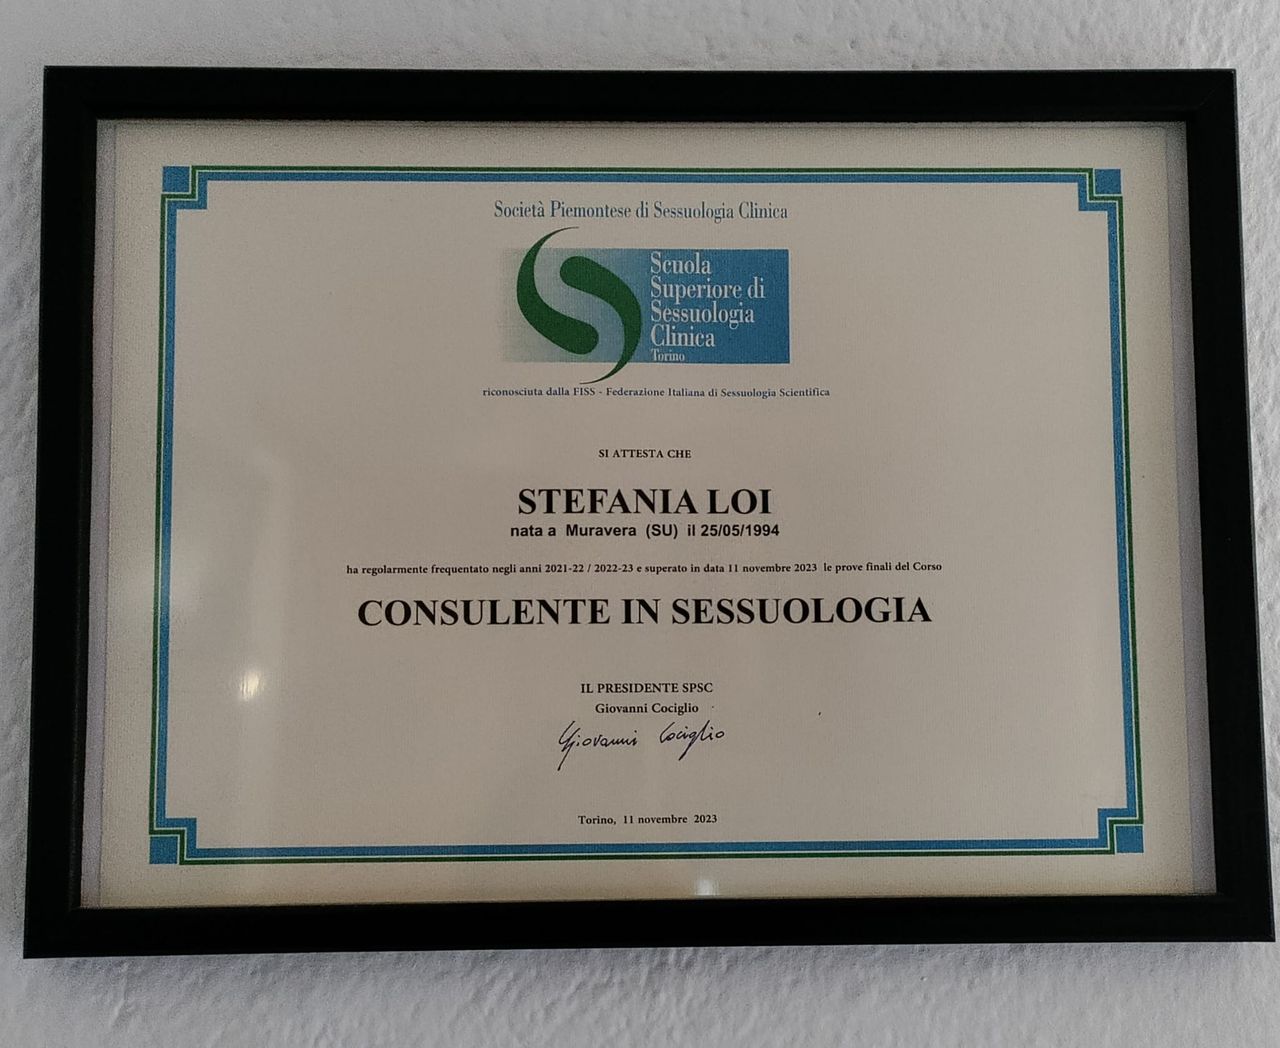 Società Piemontese di Sessuologia Clinica
Scuola
Superiore di
Sessuologia
Clinica
Torino
riconosciuta dalla FISS - Federazione Italiana di Sessuologia Scientifica
SI ATTESTA CHE
STEFANIA LOI
nata a Muravera (SU) il 25/05/1994
ha regolarmente frequentato negli anni 2021-22 / 2022-23 e superato in data 11 novembre 2023 le prove finali del Corso
CONSULENTE IN SESSUOLOGIA
IL PRESIDENTE SPSC
Giovanni Cociglio
Giovanni Cociglio
Torino, 11 novembre 2023